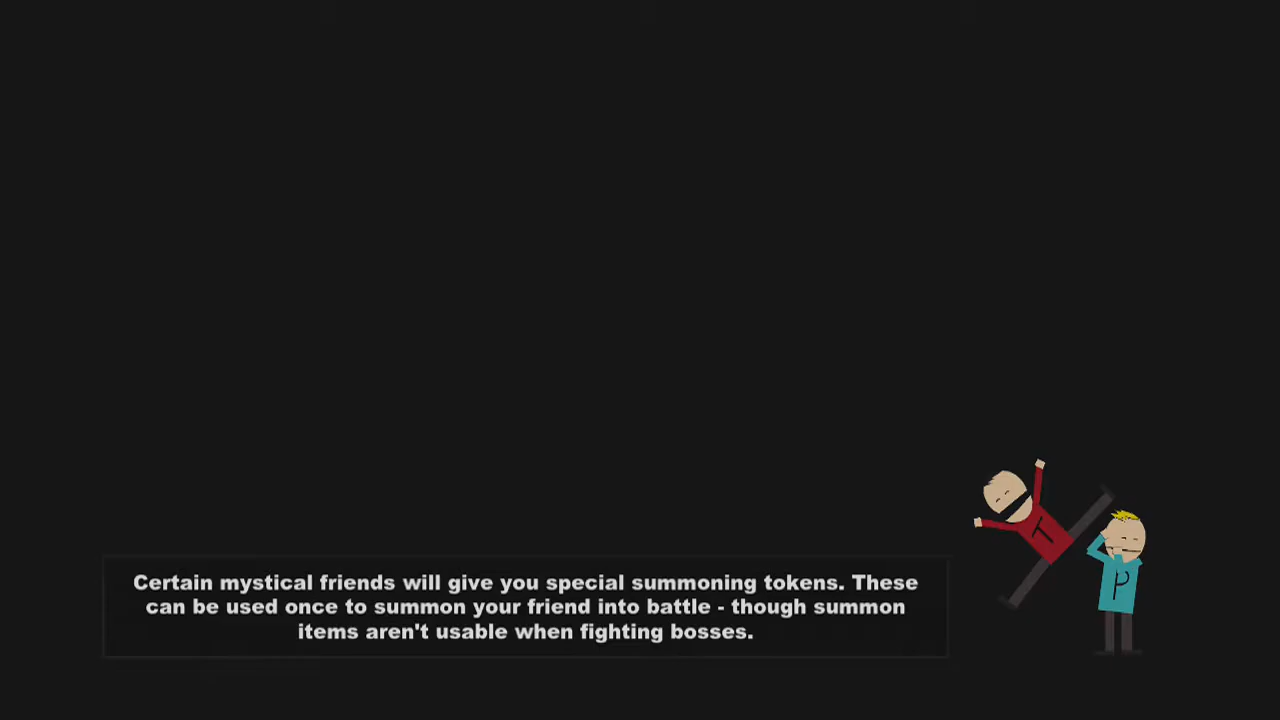 Certain mystical friends will give you special summoning tokens. These
can be used once to summon your friend into battle - though summon
items aren't usable when fighting bosses.
T
P